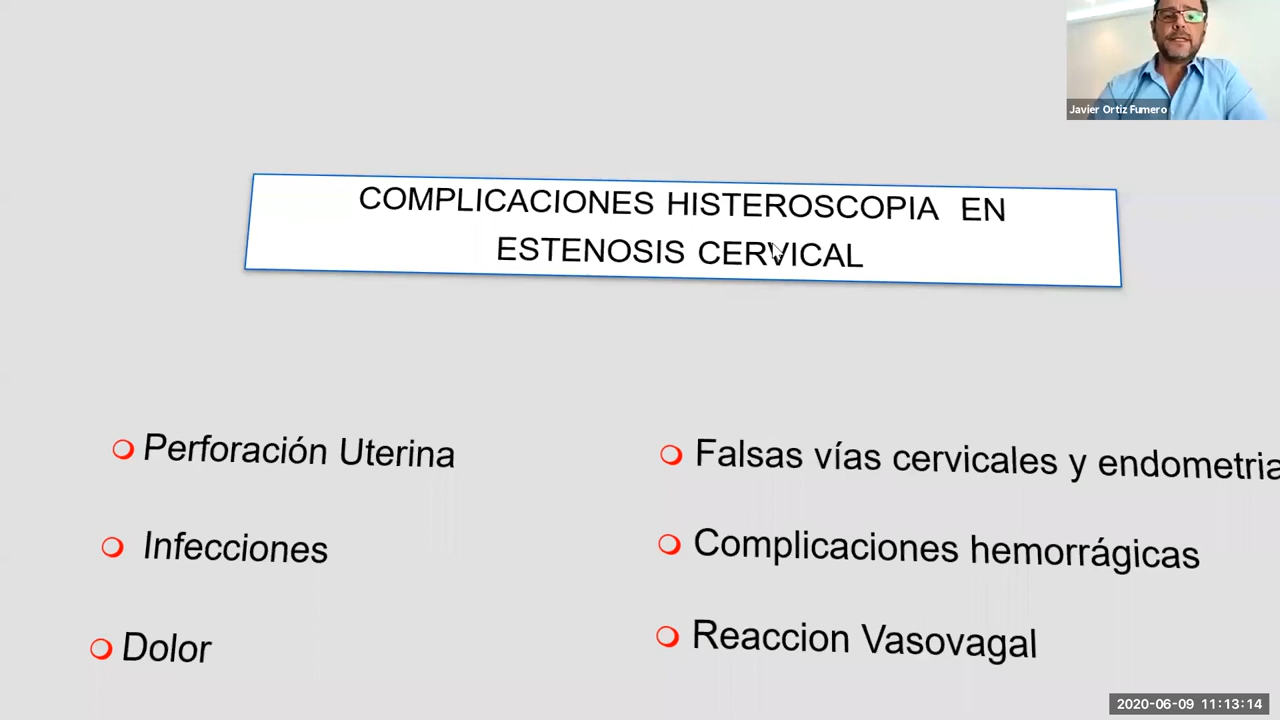 Javier Ortiz Fumero
COMPLICACIONES HISTEROSCOPIA EN
ESTENOSIS CERVICAL
Perforación Uterina
Infecciones
Dolor
Falsas vías cervicales y endometria
Complicaciones hemorrágicas
Reaccion Vasovagal
2020-06-09 11:13:14